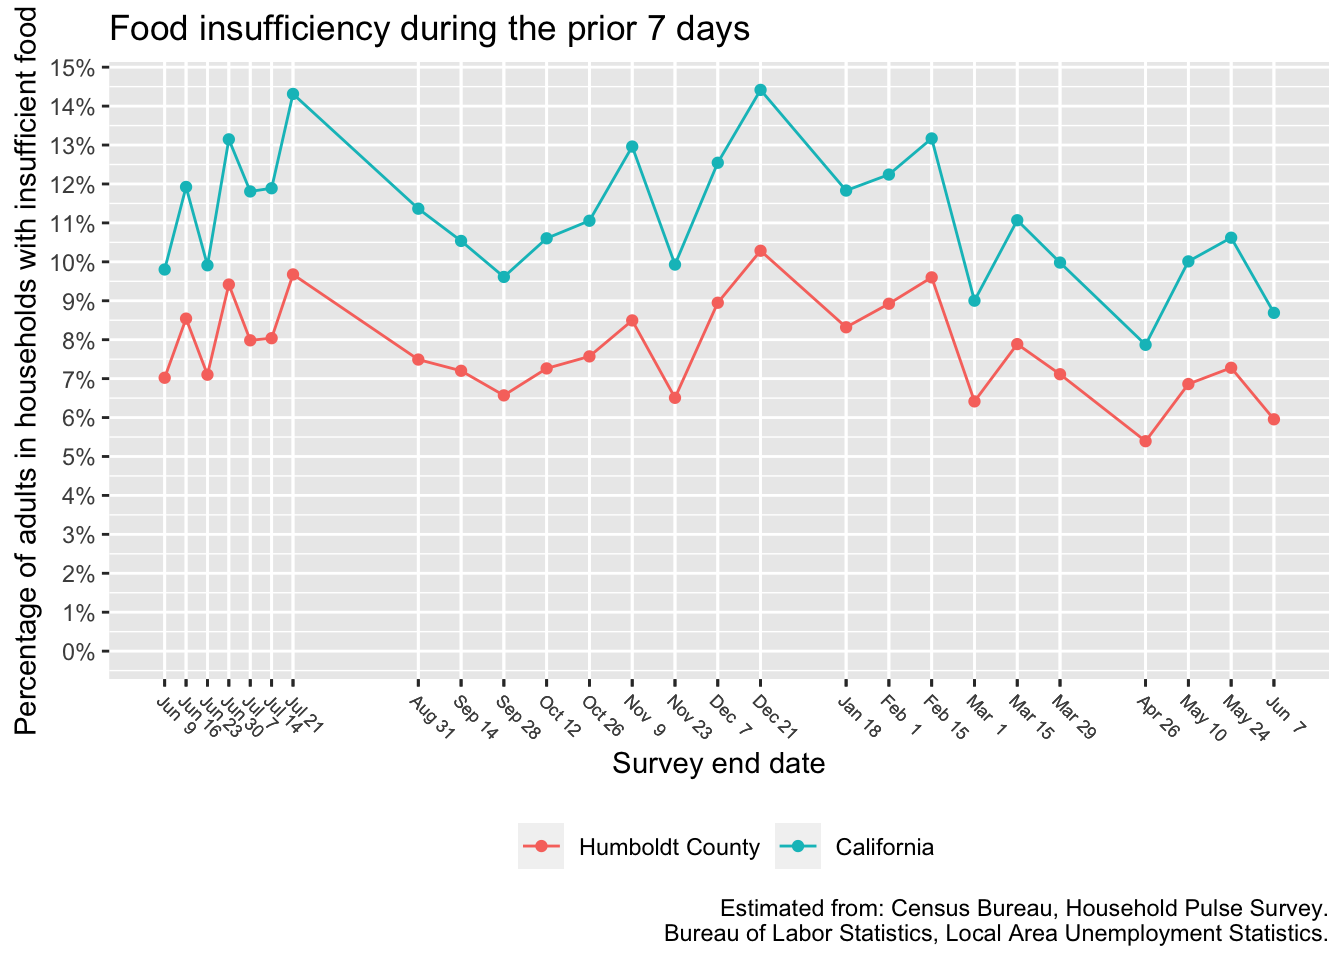 Food insufficiency during the prior 7 days
Percentage of adults in households with insufficient food
15%
14%
13%
12%
11%
10%
9%
8%
7%
6%
5%
4%
3%
2%
1%
0%
Jun 9
Jun 16
Jun 23
Jun 30
Jul 7
Jul 14
Jul 21
Aug 31
Sep 14
Sep 28
Oct 12
Oct 26
Nov 9
Nov 23
Dec 7
Dec 21
Jan 18
Feb 1
Feb 15
Mar 1
Mar 15
Mar 29
Apr 26
May 10
May 24
Jun 7
Survey end date
Humboldt County
California
Estimated from: Census Bureau, Household Pulse Survey.
Bureau of Labor Statistics, Local Area Unemployment Statistics.